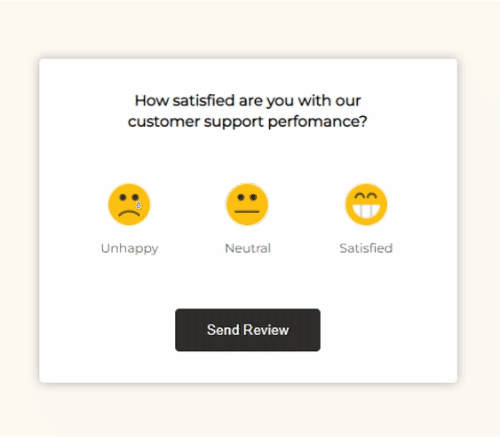 How satisfied are you with our
customer support perfomance?
Unhappy Neutral Satisfied
Send Review